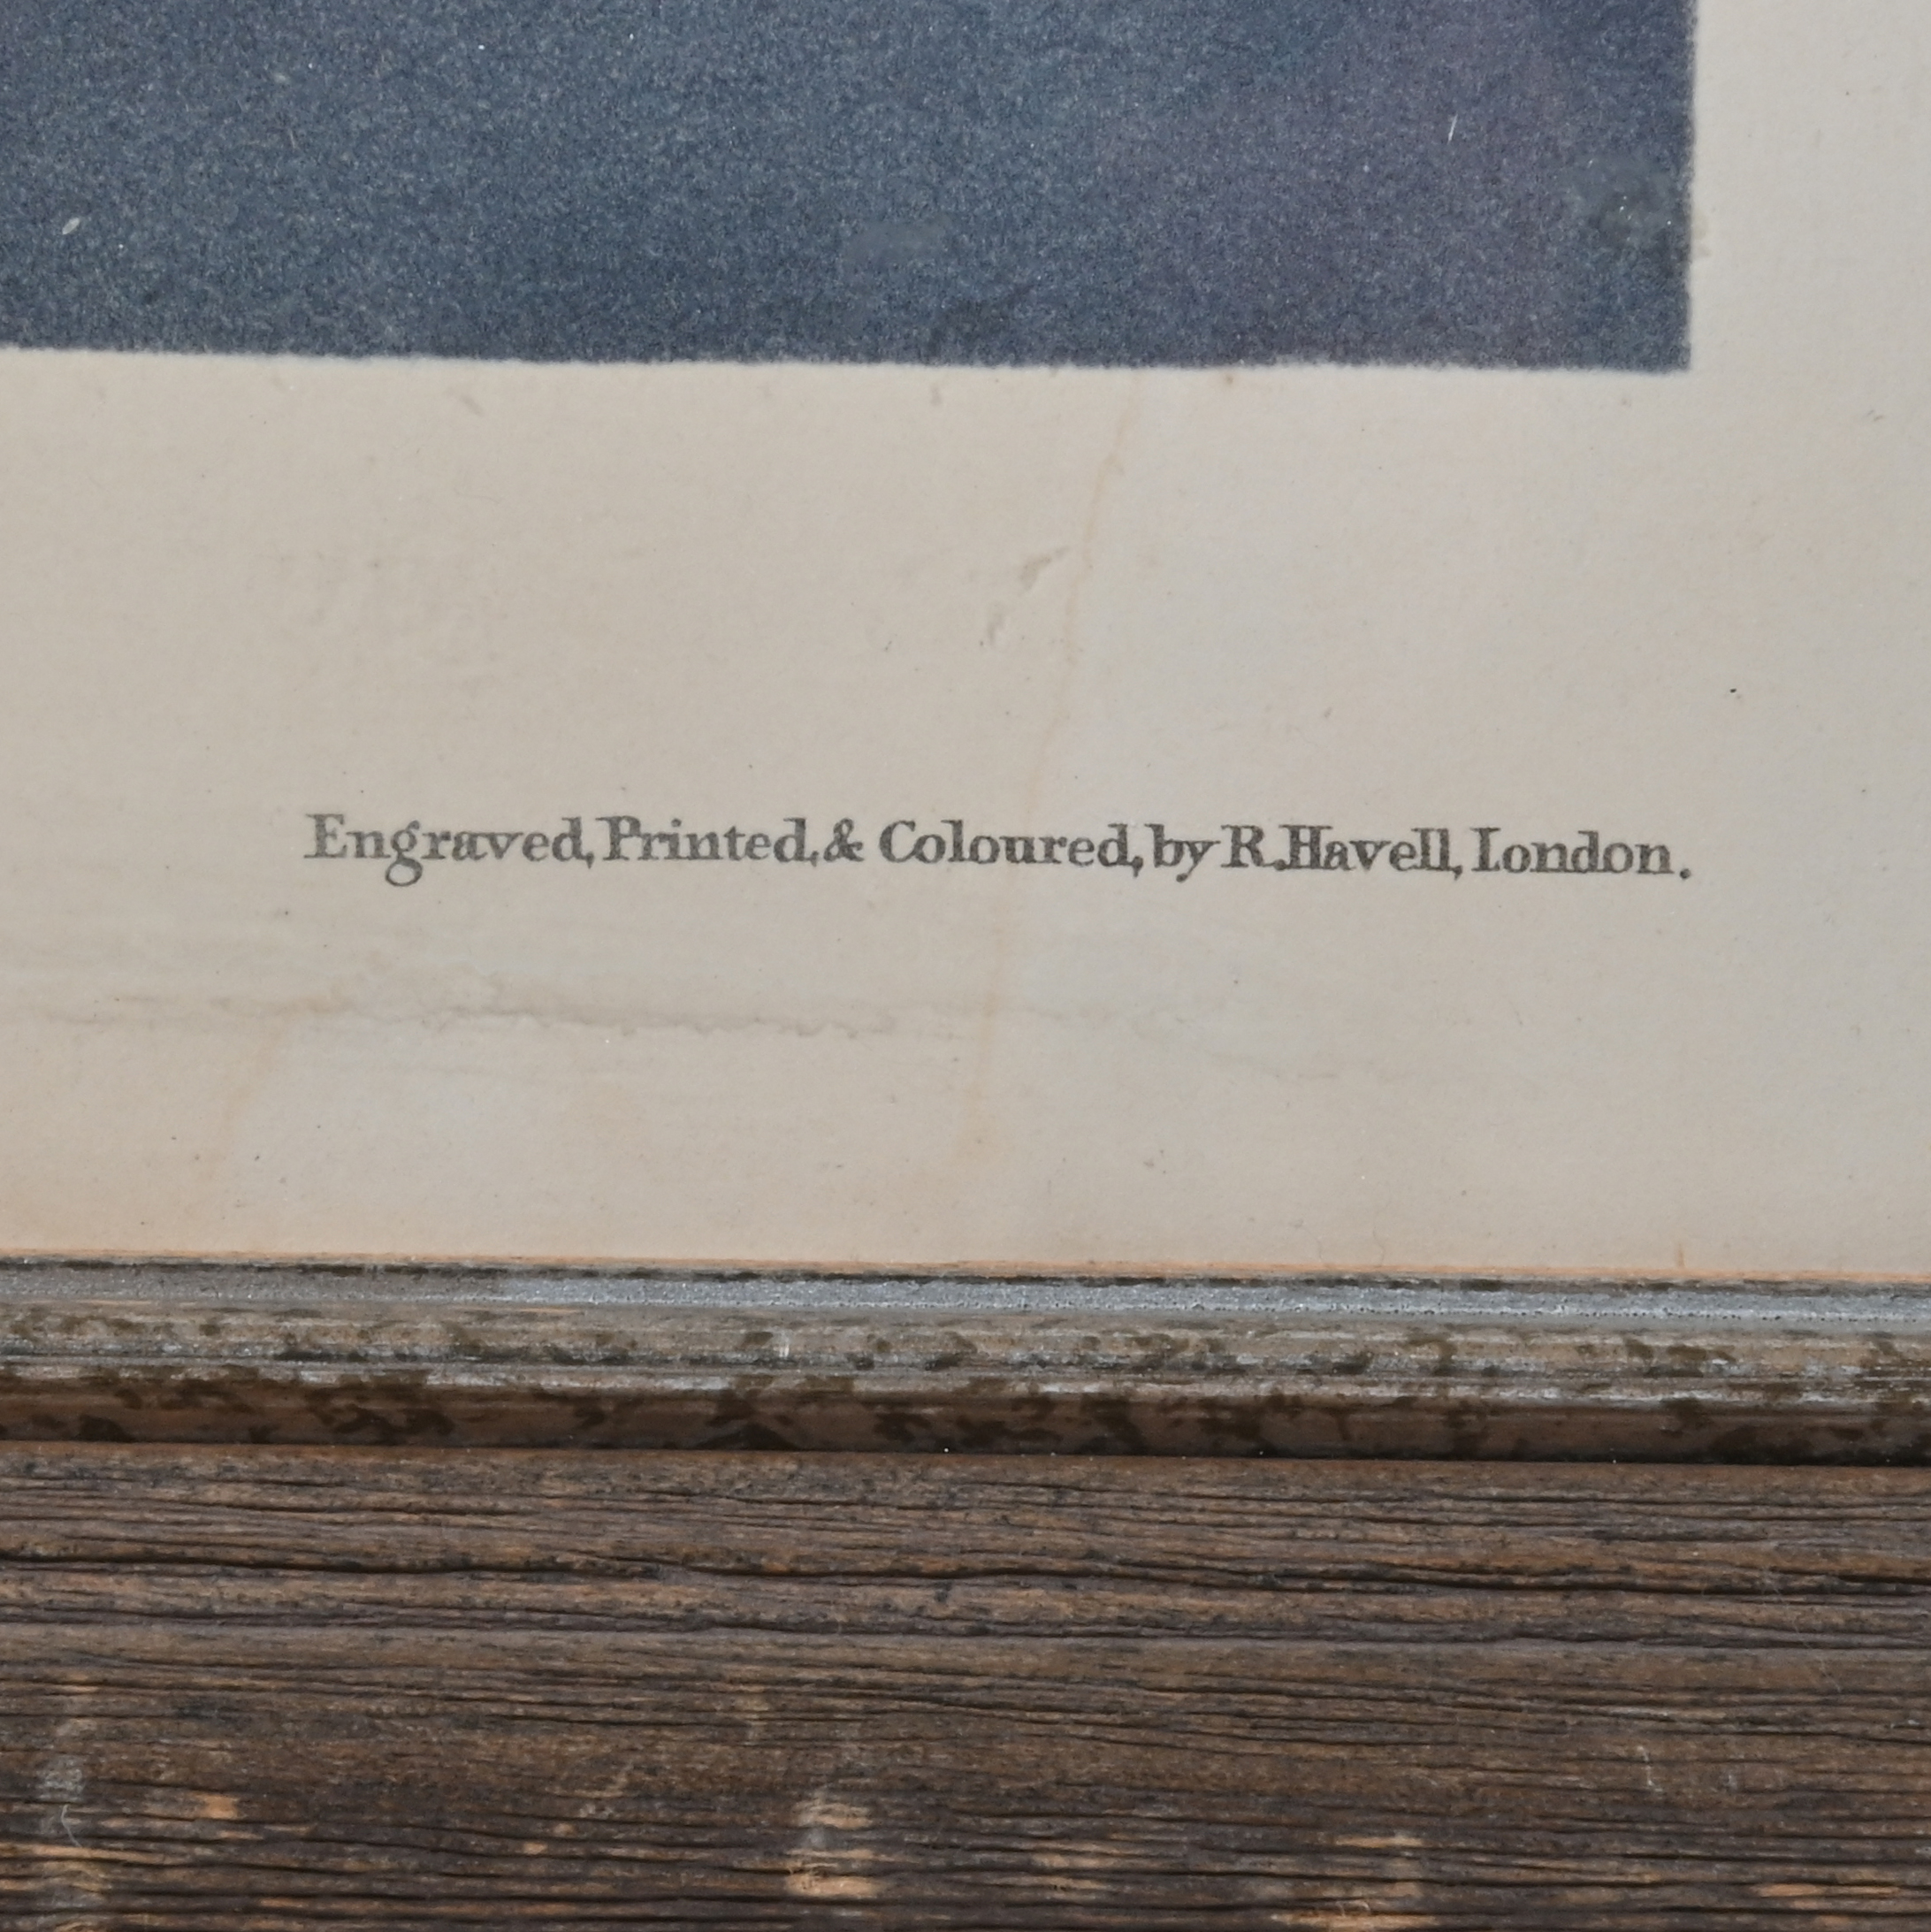 Engraved, Printed, & Coloured, by R. Havell, London.